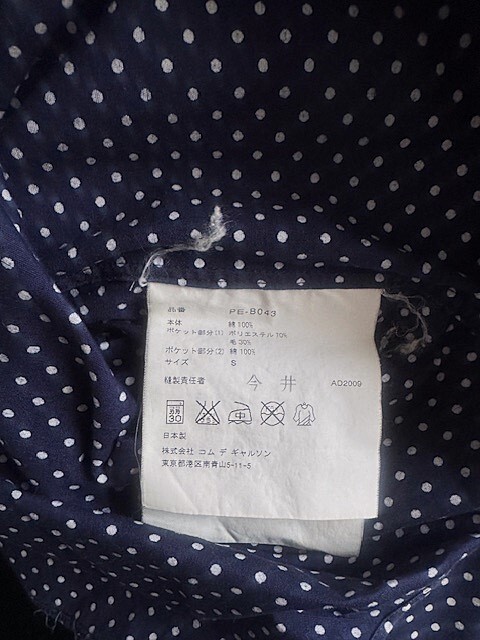 品番 PE-B043
本体 綿 100%
ポケット部分(1) ポリエステル 70%
毛 30%
ポケット部分(2) 綿 100%
サイズ S
縫製責任者 今井 AD2009
30
日本製
株式会社 コム デ ギャルソン
東京都港区南青山5-11-5